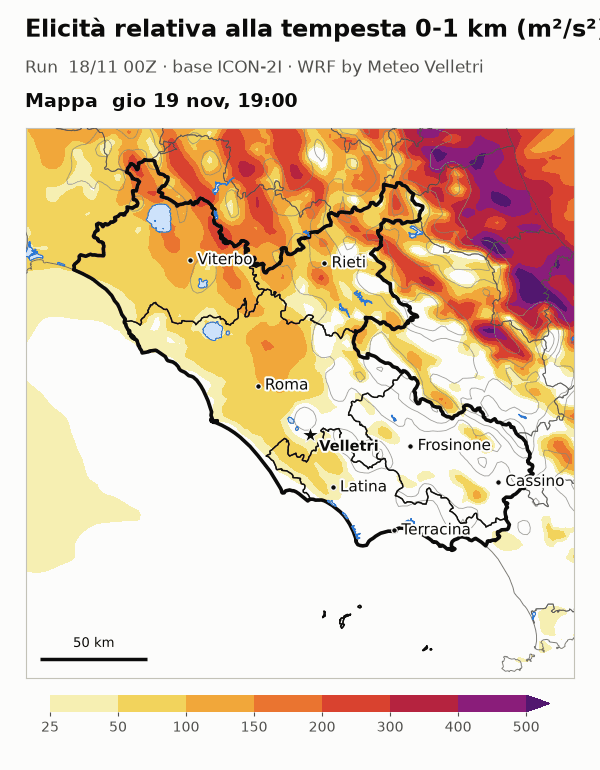 Elicità relativa alla tempesta 0-1 km (m²/s²)
Run  18/11 00Z · base ICON-2I · WRF by Meteo Velletri
Mappa  gio 19 nov, 19:00
Viterbo
Rieti
Roma
Velletri
Frosinone
Latina
Cassino
Terracina
50 km
25 50 100 150 200 300 400 500